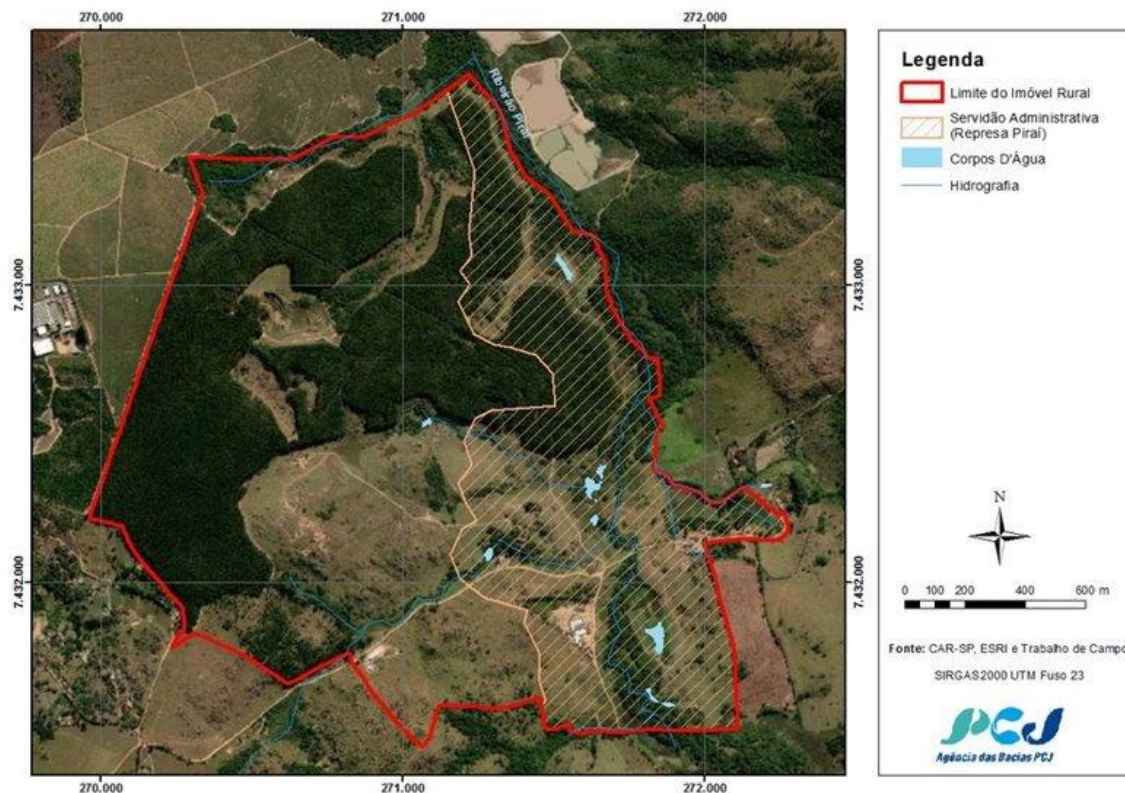 270.000
271.000
272.000
7.433.000
7.433.000
7.432.000
7.432.000
Ribeirão Piraí
270.000
271.000
272.000
Legenda
Limite do Imóvel Rural
Servidão Administrativa
(Represa Piraí)
Corpos D'Água
Hidrografia
N
0 100 200 400 600 m
Fonte: CAR-SP, ESRI e Trabalho de Campo
SIRGAS2000 UTM Fuso 23
PCJ
Agência das Bacias PCJ